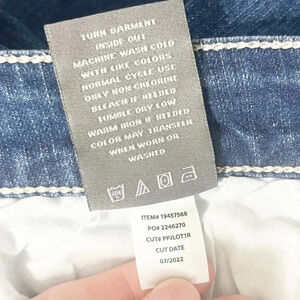 TURN GARMENT
INSIDE OUT
MACHINE WASH COLD
WITH LIKE COLORS
NORMAL CYCLE USE
ONLY NON-CHLORINE
BLEACH IF NEEDED
TUMBLE DRY LOW
WARM IRON IF NEEDED
COLOR MAY TRANSFER
WHEN WORN OR
WASHED
ITEM# 19457568
PO# 2246270
CUT# PPJLOT1R
CUT DATE
07/2022